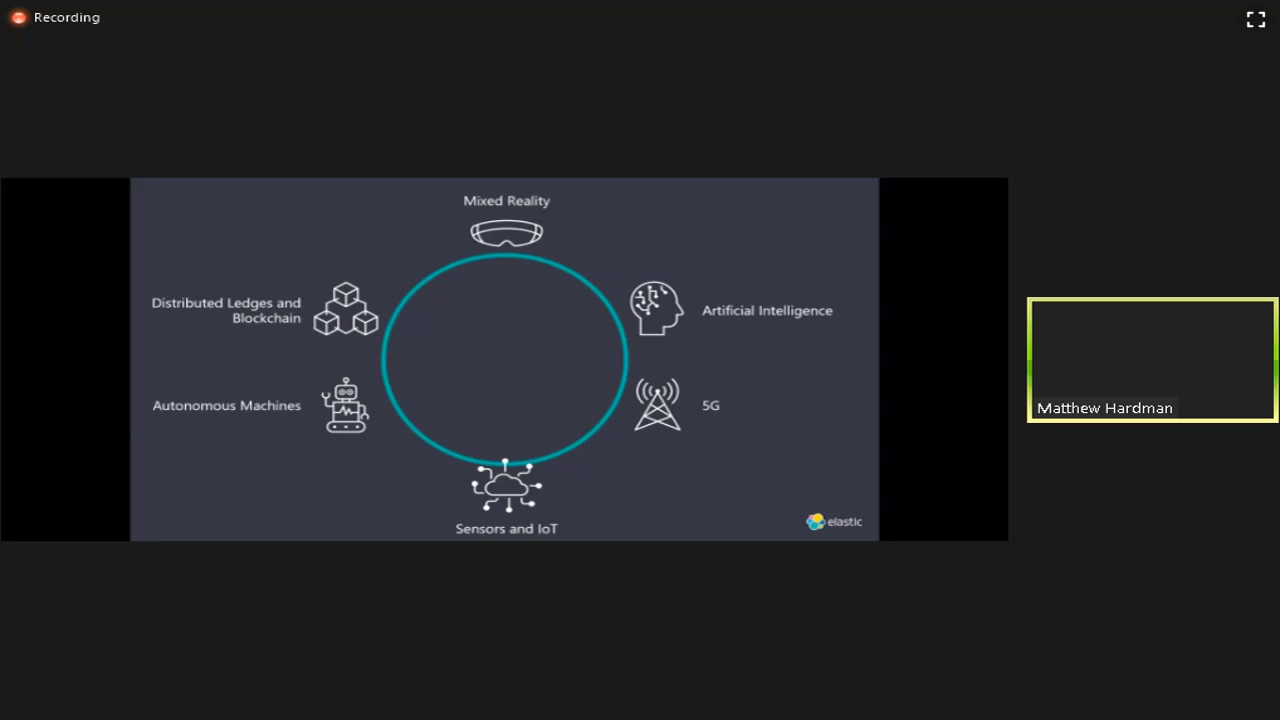 Recording
Mixed Reality
Distributed Ledges and
Blockchain
Artificial Intelligence
Autonomous Machines
5G
Sensors and IoT
elastic
Matthew Hardman